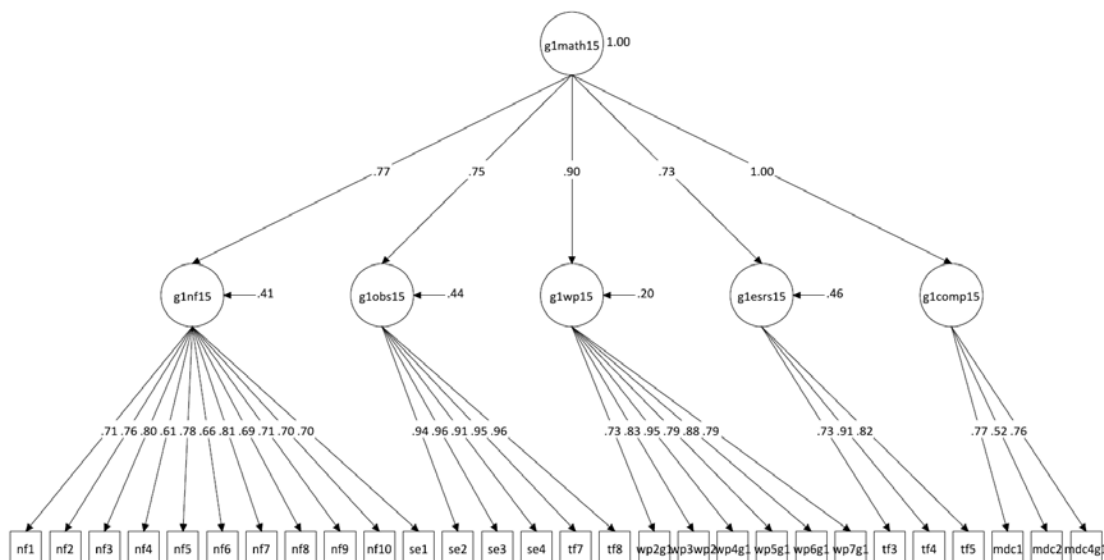 g1math15 1.00
.77 .75 .90 .73 1.00
g1nf15 .41 g1obs15 .44 g1wp15 .20 g1esrs15 .46 g1comp15
.71 .76 .80 .61 .78 .66 .81 .69 .71 .70 .70 .94 .96 .91 .95 .96 .73 .83 .95 .79 .88 .79 .73 .91 .82 .77 .52 .76
nf1 nf2 nf3 nf4 nf5 nf6 nf7 nf8 nf9 nf10 se1 se2 se3 se4 tf7 tf8 wp2g1 wp3wp2 wp4g1 wp5g1 wp6g1 wp7g1 tf3 tf4 tf5 mdc1 mdc2 mdc4g1